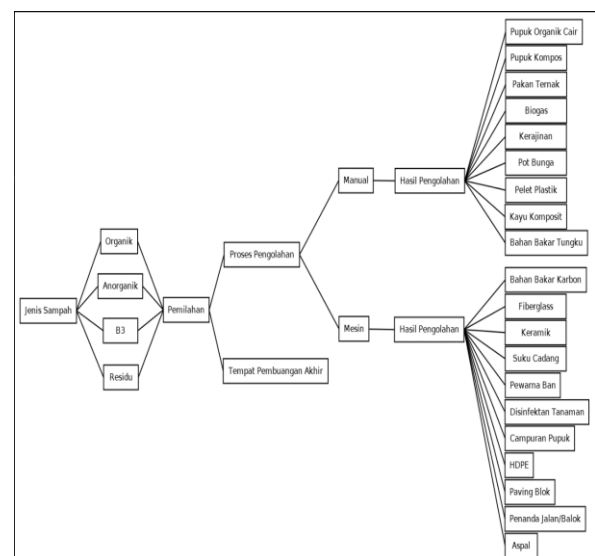 Jenis Sampah
Organik
Anorganik
B3
Residu
Pemilahan
Proses Pengolahan
Tempat Pembuangan Akhir
Manual
Hasil Pengolahan
Pupuk Organik Cair
Pupuk Kompos
Pakan Ternak
Biogas
Kerajinan
Pot Bunga
Pelet Plastik
Kayu Komposit
Bahan Bakar Tungku
Mesin
Hasil Pengolahan
Bahan Bakar Karbon
Fiberglass
Keramik
Suku Cadang
Pewarna Ban
Disinfektan Tanaman
Campuran Pupuk
HDPE
Paving Blok
Penanda Jalan/Balok
Aspal